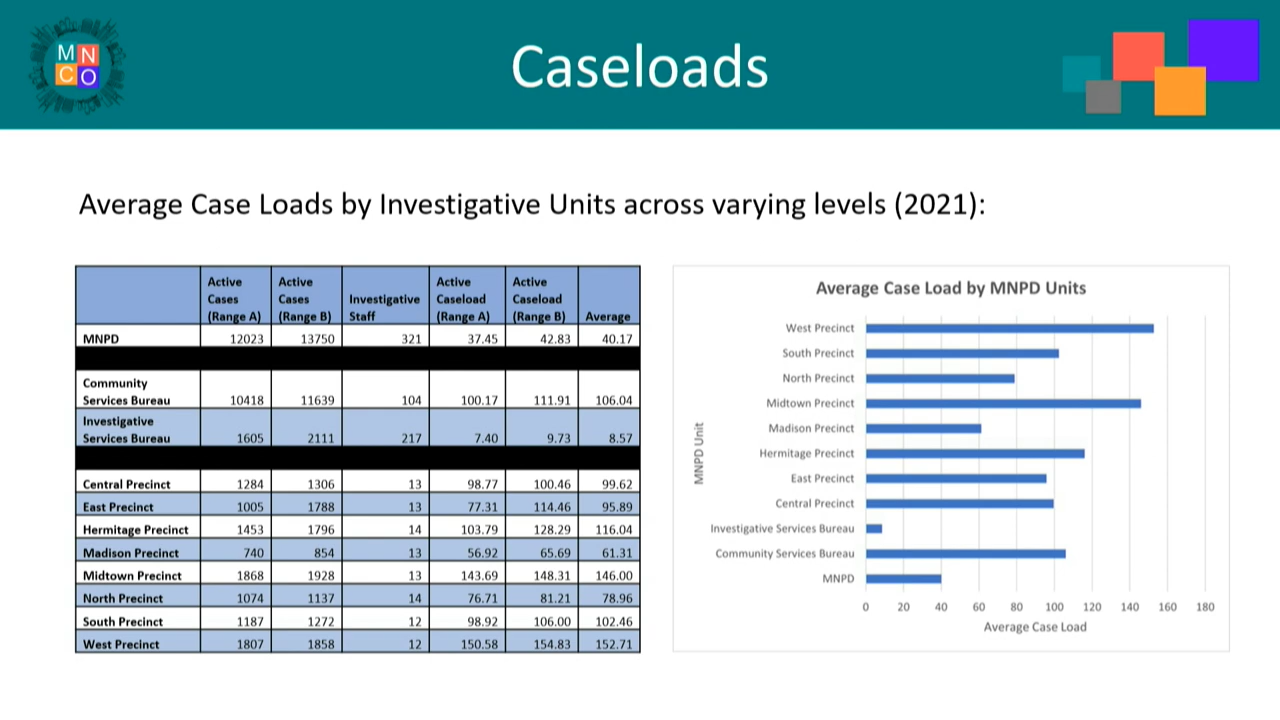 M N
C O
Caseloads
Average Case Loads by Investigative Units across varying levels (2021):
Active Cases (Range A) Active Cases (Range B) Investigative Staff Active Caseload (Range A) Active Caseload (Range B) Average
MNPD 12023 13750 321 37.45 42.83 40.17
Community Services Bureau 10418 11639 104 100.17 111.91 106.04
Investigative Services Bureau 1605 2111 217 7.40 9.73 8.57
Central Precinct 1284 1306 13 98.77 100.46 99.62
East Precinct 1005 1788 13 77.31 114.46 95.89
Hermitage Precinct 1453 1796 14 103.79 128.29 116.04
Madison Precinct 740 854 13 56.92 65.69 61.31
Midtown Precinct 1868 1928 13 143.69 148.31 146.00
North Precinct 1074 1137 14 76.71 81.21 78.96
South Precinct 1187 1272 12 98.92 106.00 102.46
West Precinct 1807 1858 12 150.58 154.83 152.71
Average Case Load by MNPD Units
MNPD Unit
West Precinct
South Precinct
North Precinct
Midtown Precinct
Madison Precinct
Hermitage Precinct
East Precinct
Central Precinct
Investigative Services Bureau
Community Services Bureau
MNPD
0 20 40 60 80 100 120 140 160 180
Average Case Load